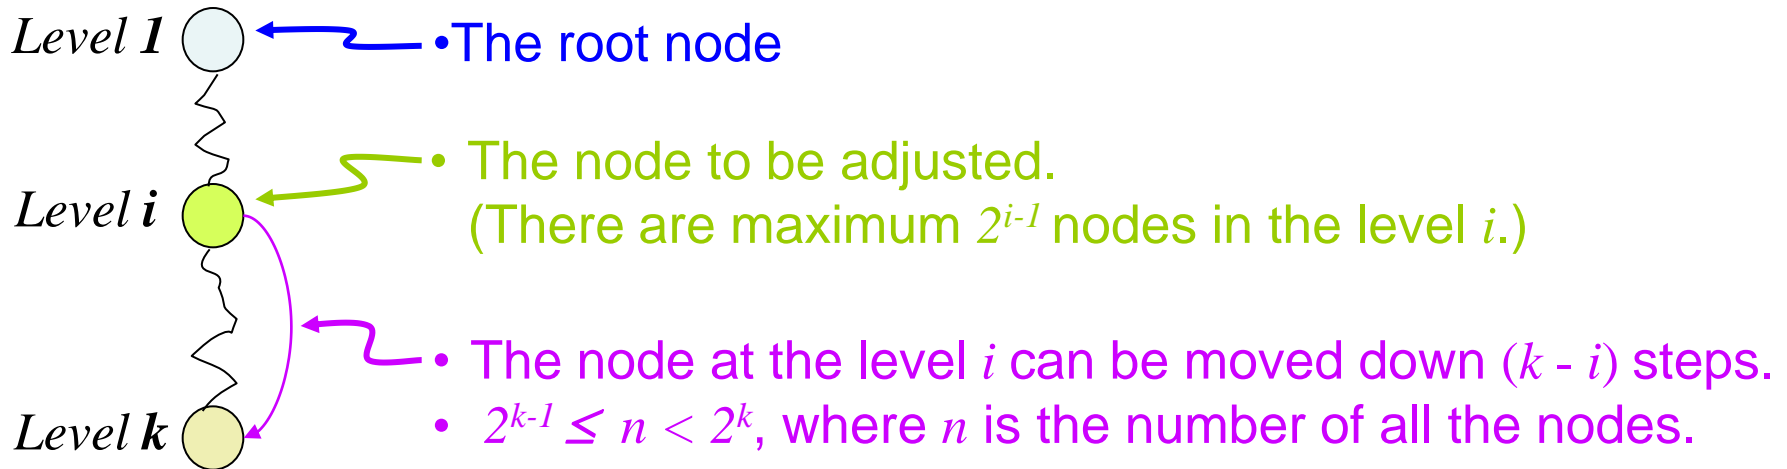 Level 1
•The root node
• The node to be adjusted.
Level i
(There are maximum 2^{i-1} nodes in the level i.)
• The node at the level i can be moved down (k - i) steps.
Level k
• 2^{k-1} ≤ n < 2^k, where n is the number of all the nodes.